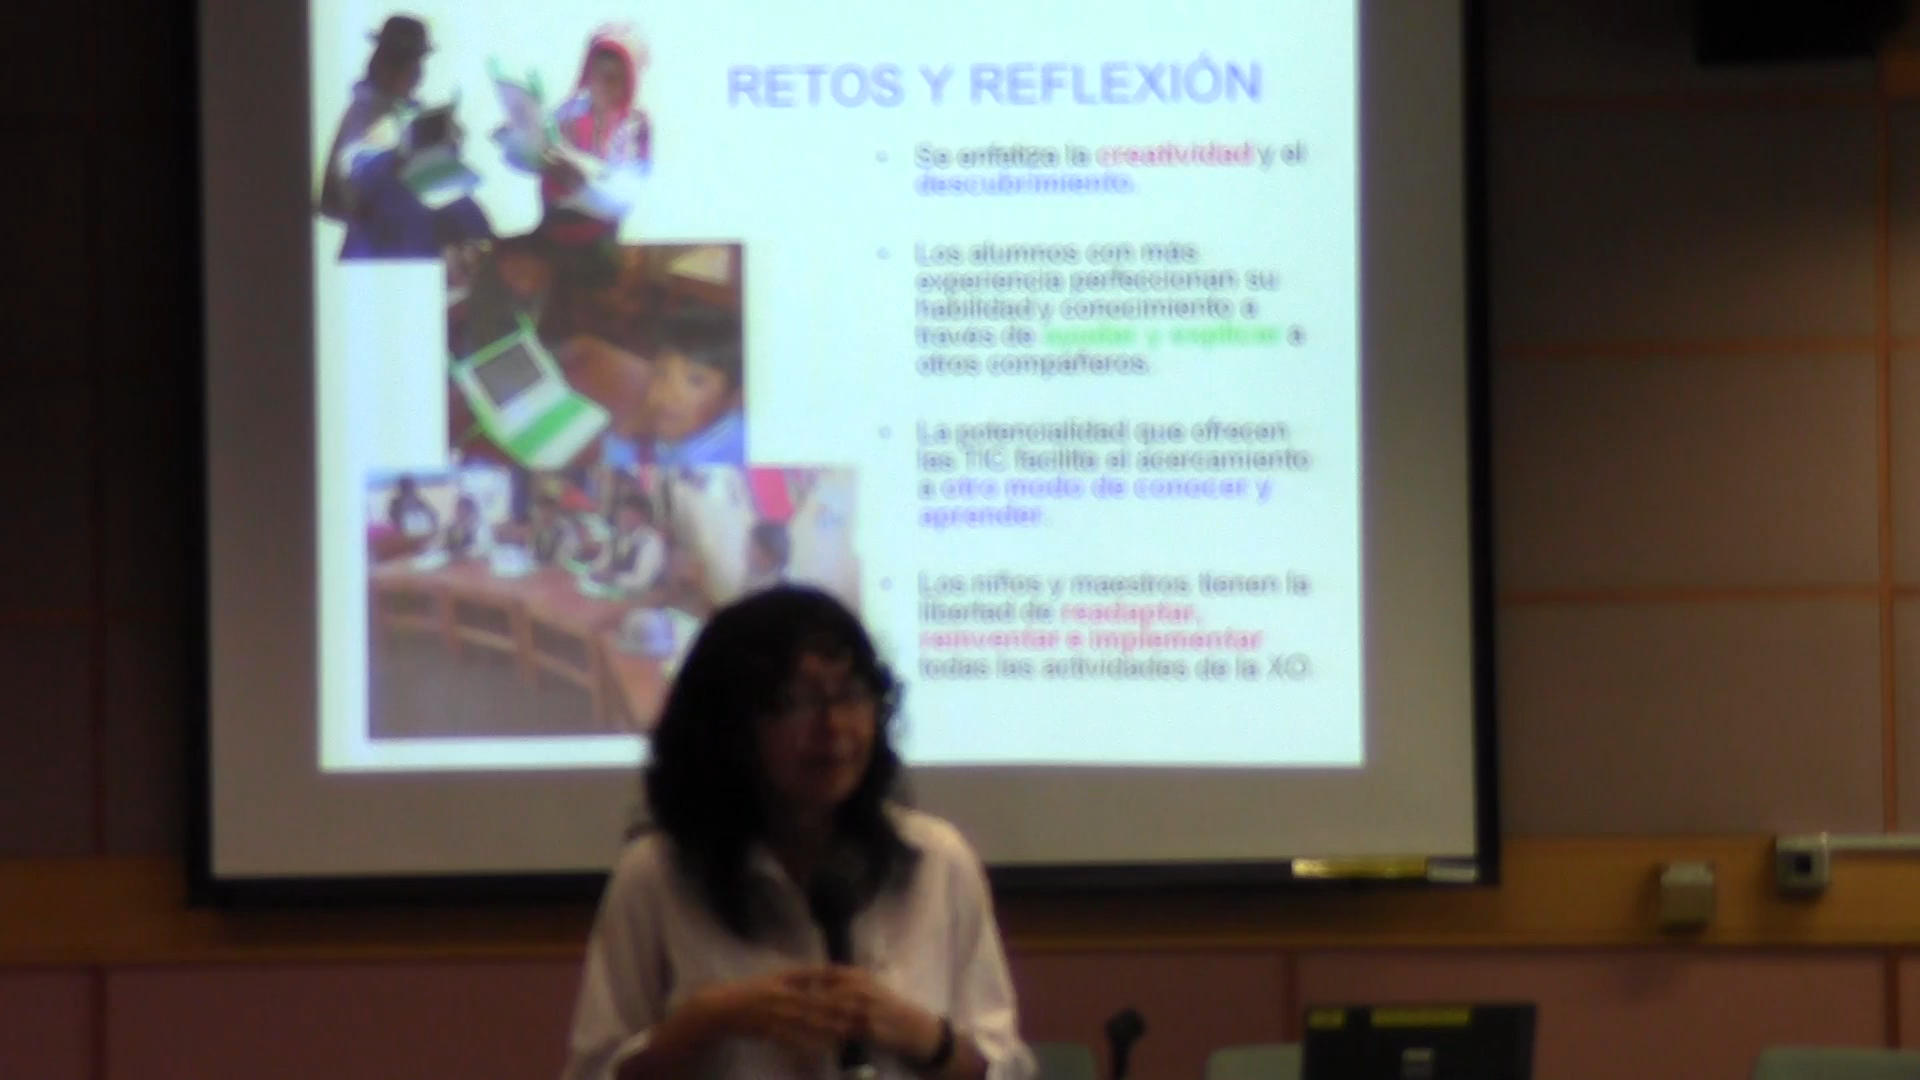 RETOS Y REFLEXIÓN
Se enfatiza la creatividad y el
descubrimiento.
Los alumnos con más
experiencia perfeccionan su
habilidad y conocimiento a
través de ayudar y explicar a
otros compañeros.
La potencialidad que ofrecen
las TIC facilita el acercamiento
a otro modo de conocer y
aprender.
Los niños y maestros tienen la
libertad de readaptar,
reinventar e implementar
todas las actividades de la XO.